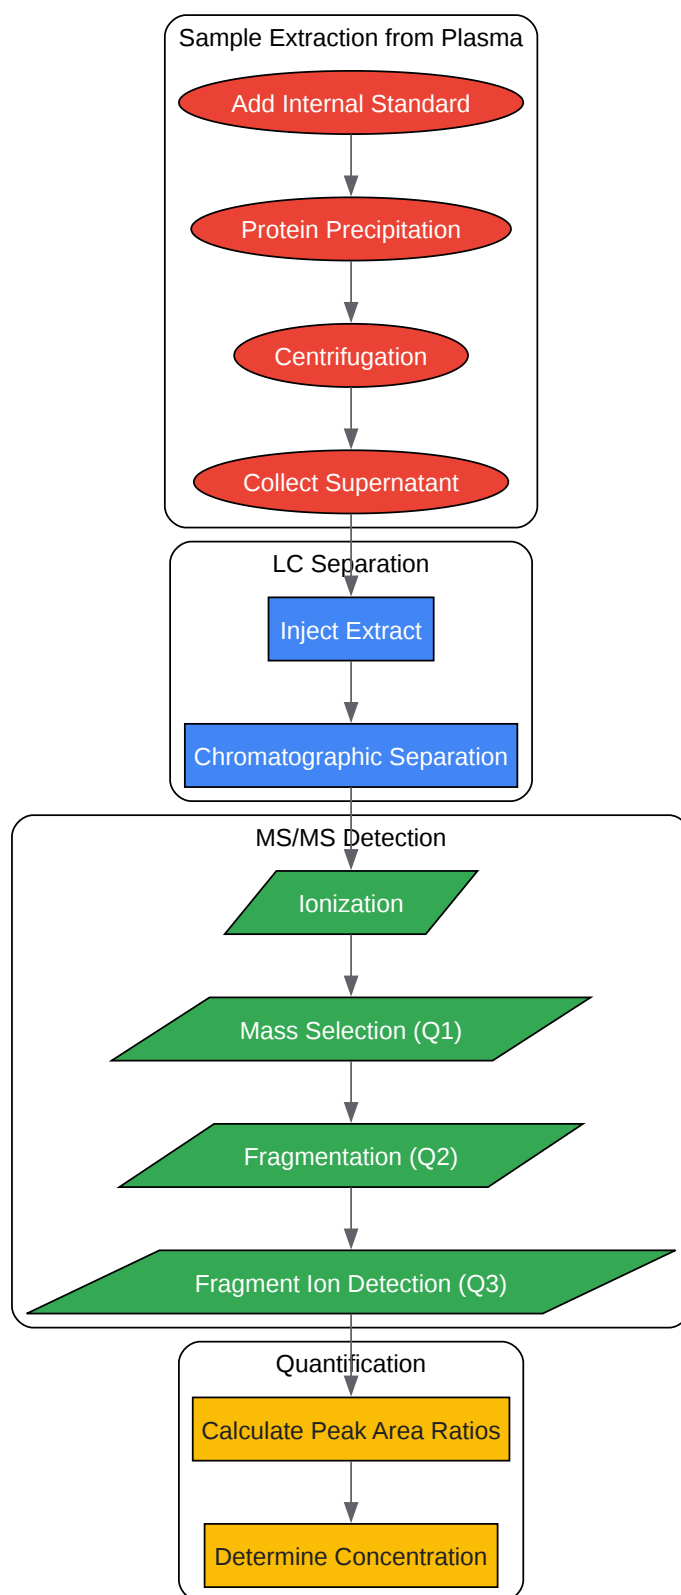 Sample Extraction from Plasma
Add Internal Standard
Protein Precipitation
Centrifugation
Collect Supernatant
LC Separation
Inject Extract
Chromatographic Separation
MS/MS Detection
Ionization
Mass Selection (Q1)
Fragmentation (Q2)
Fragment Ion Detection (Q3)
Quantification
Calculate Peak Area Ratios
Determine Concentration